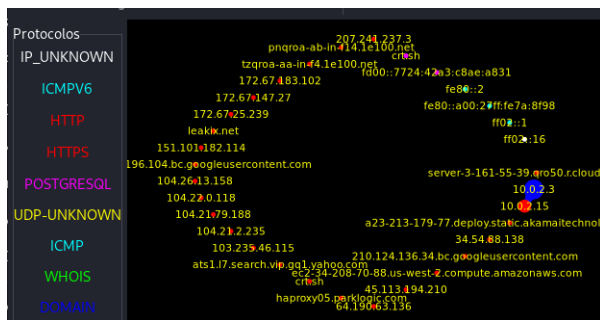 Protocolos
IP_UNKNOWN
ICMPV6
HTTP
HTTPS
POSTGRESQL
UDP-UNKNOWN
ICMP
WHOIS
DOMAIN
207.241.237.3
pnqroa-ab-in-f14.1e100.net
crt.sh
tzqroa-aa-in-f4.1e100.net
fd00::7724:42a3:c8ae:a831
172.67.183.102
fe80::2
172.67.147.27
fe80::a00:27ff:fe7a:8f98
172.67.25.239
ff02::1
leakix.net
ff02::16
151.101.182.114
196.104.bc.googleusercontent.com
server-3-161-55-39.qro50.r.cloud
104.26.13.158
10.0.2.3
104.22.0.118
10.0.2.15
104.21.79.188
a23-213-179-77.deploy.static.akamaitechnol
104.21.2.235
34.54.88.138
103.235.46.115
210.124.136.34.bc.googleusercontent.com
ats1.l7.search.vip.gq1.yahoo.com
ec2-34-208-70-88.us-west-2.compute.amazonaws.com
crt.sh
45.113.194.210
haproxy05.parklogic.com
64.190.63.136